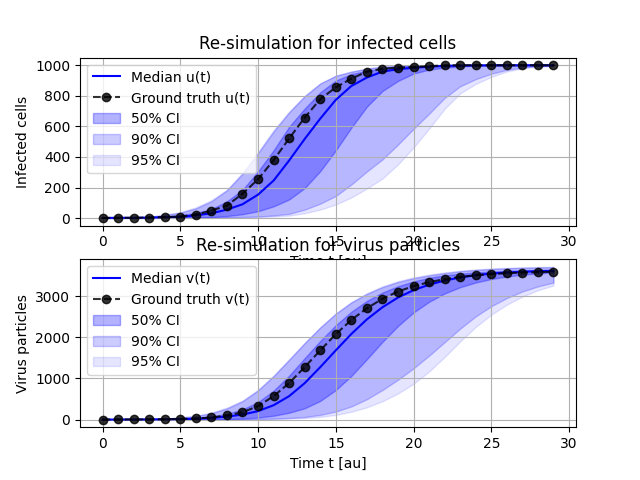 Re-simulation for infected cells
Infected cells
1000
800
600
400
200
0
Median u(t)
Ground truth u(t)
50% CI
90% CI
95% CI
0 5 10 15 20 25 30
Time t [au]
Re-simulation for virus particles
Virus particles
3000
2000
1000
0
Median v(t)
Ground truth v(t)
50% CI
90% CI
95% CI
0 5 10 15 20 25 30
Time t [au]